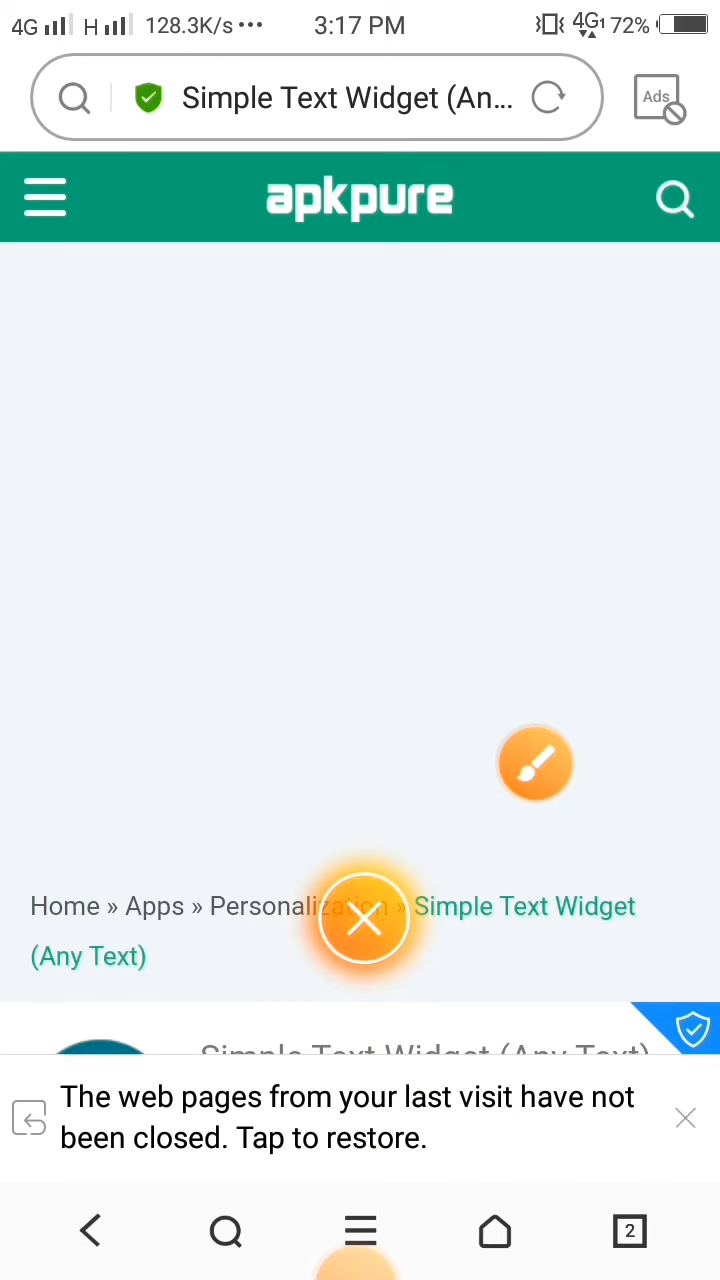 4G H 128.3K/s ••• 3:17 PM 4G1 72%
Simple Text Widget (An...
Ads
apkpure
Home » Apps » Personalization » Simple Text Widget
(Any Text)
Simple Text Widget (Any Text)
The web pages from your last visit have not
been closed. Tap to restore.
2